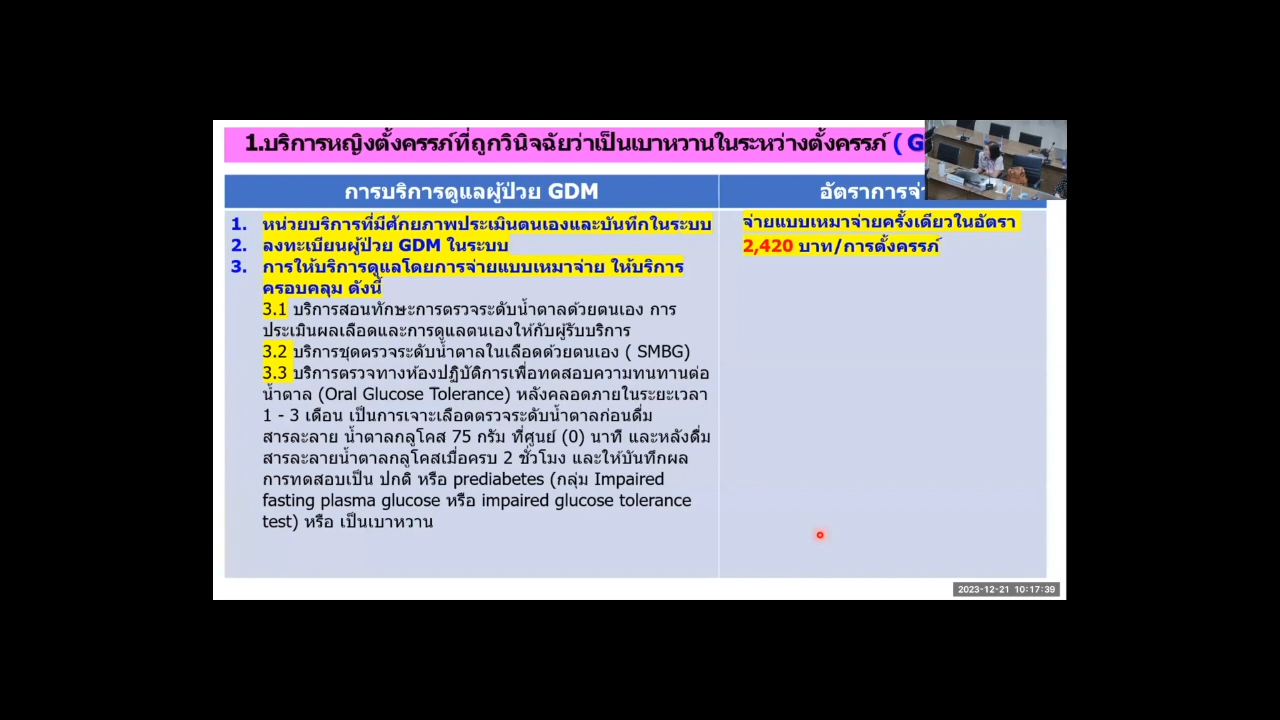 1.บริการหญิงตั้งครรภ์ที่ถูกวินิจฉัยว่าเป็นเบาหวานในระหว่างตั้งครรภ์ ( G
การบริการดูแลผู้ป่วย GDM
อัตราการจ่
1. หน่วยบริการที่มีศักยภาพประเมินตนเองและบันทึกในระบบ
2. ลงทะเบียนผู้ป่วย GDM ในระบบ
3. การให้บริการดูแลโดยการจ่ายแบบเหมาจ่าย ให้บริการ
ครอบคลุม ดังนี้
3.1 บริการสอนทักษะการตรวจระดับน้ำตาลด้วยตนเอง การ
ประเมินผลเลือดและการดูแลตนเองให้กับผู้รับบริการ
3.2 บริการชุดตรวจระดับน้ำตาลในเลือดด้วยตนเอง ( SMBG)
3.3 บริการตรวจทางห้องปฏิบัติการเพื่อทดสอบความทนทานต่อ
น้ำตาล (Oral Glucose Tolerance) หลังคลอดภายในระยะเวลา
1 - 3 เดือน เป็นการเจาะเลือดตรวจระดับน้ำตาลก่อนดื่ม
สารละลาย น้ำตาลกลูโคส 75 กรัม ที่ศูนย์ (0) นาที และหลังดื่ม
สารละลายน้ำตาลกลูโคสเมื่อครบ 2 ชั่วโมง และให้บันทึกผล
การทดสอบเป็น ปกติ หรือ prediabetes (กลุ่ม Impaired
fasting plasma glucose หรือ impaired glucose tolerance
test) หรือ เป็นเบาหวาน
จ่ายแบบเหมาจ่ายครั้งเดียวในอัตรา
2,420 บาท/การตั้งครรภ์
2023-12-21 10:17:39